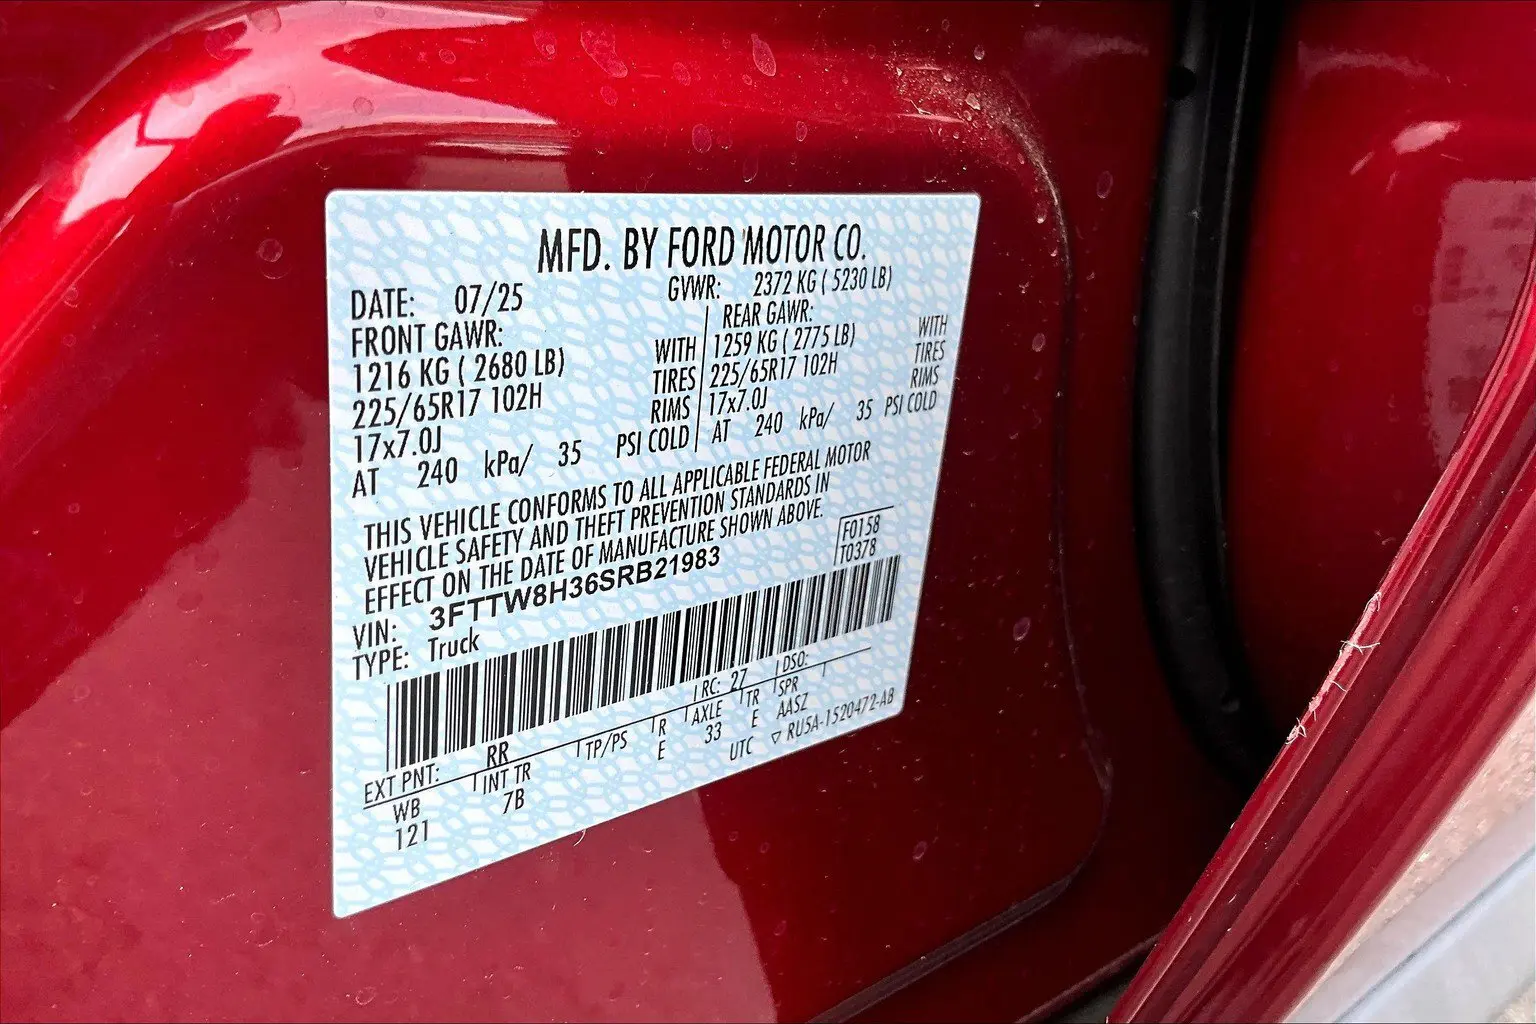 MFD. BY FORD MOTOR CO.
DATE: 07/25
GVWR: 2372 KG ( 5230 LB)
FRONT GAWR:
1216 KG ( 2680 LB) WITH
225/65R17 102H TIRES
17x7.0J RIMS
AT 240 kPa/ 35 PSI COLD
REAR GAWR:
1259 KG ( 2775 LB) WITH
225/65R17 102H TIRES
17x7.0J RIMS
AT 240 kPa/ 35 PSI COLD
THIS VEHICLE CONFORMS TO ALL APPLICABLE FEDERAL MOTOR
VEHICLE SAFETY AND THEFT PREVENTION STANDARDS IN
EFFECT ON THE DATE OF MANUFACTURE SHOWN ABOVE.
F0158
T0378
VIN: 3FTTW8H36SRB21983
TYPE: Truck
EXT PNT: RR RC: 27 DSO:
WB INT TR TP/PS R AXLE TR SPR
121 7B E 33 E AASZ
UTC ▽ RU5A-1520472-AB